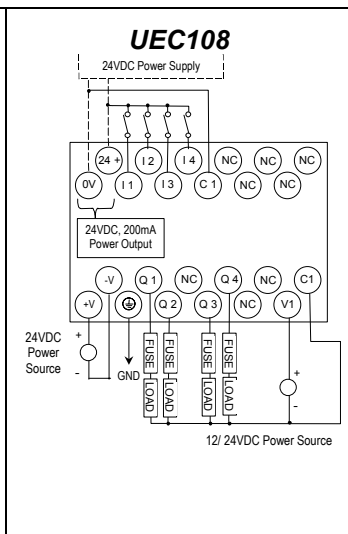 UEC108
24VDC Power Supply
24 + I 2 I 4 NC NC NC
0V I 1 I 3 C 1 NC NC
24VDC, 200mA
Power Output
-V Q 1 NC Q 4 NC C1
+V Q 2 Q 3 NC V1
24VDC
Power
Source
+
-
GND
FUSE FUSE FUSE FUSE
LOAD LOAD LOAD LOAD
+
-
12/ 24VDC Power Source